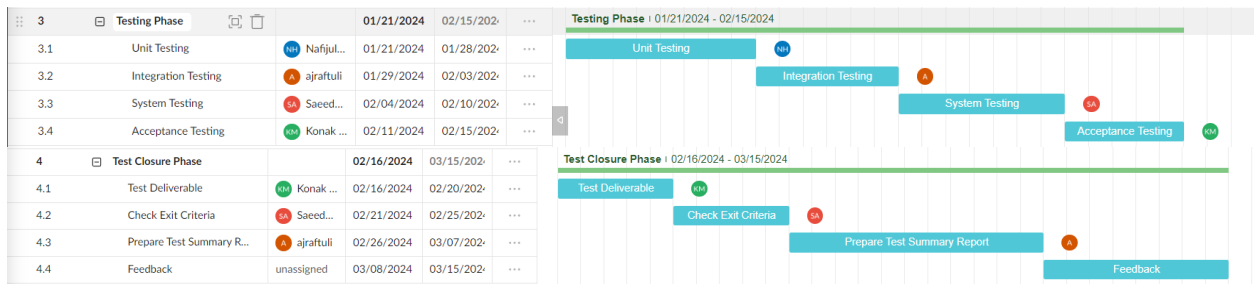 3 Testing Phase 01/21/2024 02/15/202 ... Testing Phase 01/21/2024 - 02/15/2024
3.1 Unit Testing NH Nafijul... 01/21/2024 01/28/2024 ... Unit Testing NH
3.2 Integration Testing A ajraftuli 01/29/2024 02/03/2024 ... Integration Testing A
3.3 System Testing SA Saeed... 02/04/2024 02/10/2024 ... System Testing SA
3.4 Acceptance Testing KM Konak ... 02/11/2024 02/15/2024 ... Acceptance Testing KM
4 Test Closure Phase 02/16/2024 03/15/202 ... Test Closure Phase 02/16/2024 - 03/15/2024
4.1 Test Deliverable KM Konak ... 02/16/2024 02/20/202 ... Test Deliverable KM
4.2 Check Exit Criteria SA Saeed... 02/21/2024 02/25/202 ... Check Exit Criteria SA
4.3 Prepare Test Summary R... A ajraftuli 02/26/2024 03/07/202 ... Prepare Test Summary Report A
4.4 Feedback unassigned 03/08/2024 03/15/202 ... Feedback